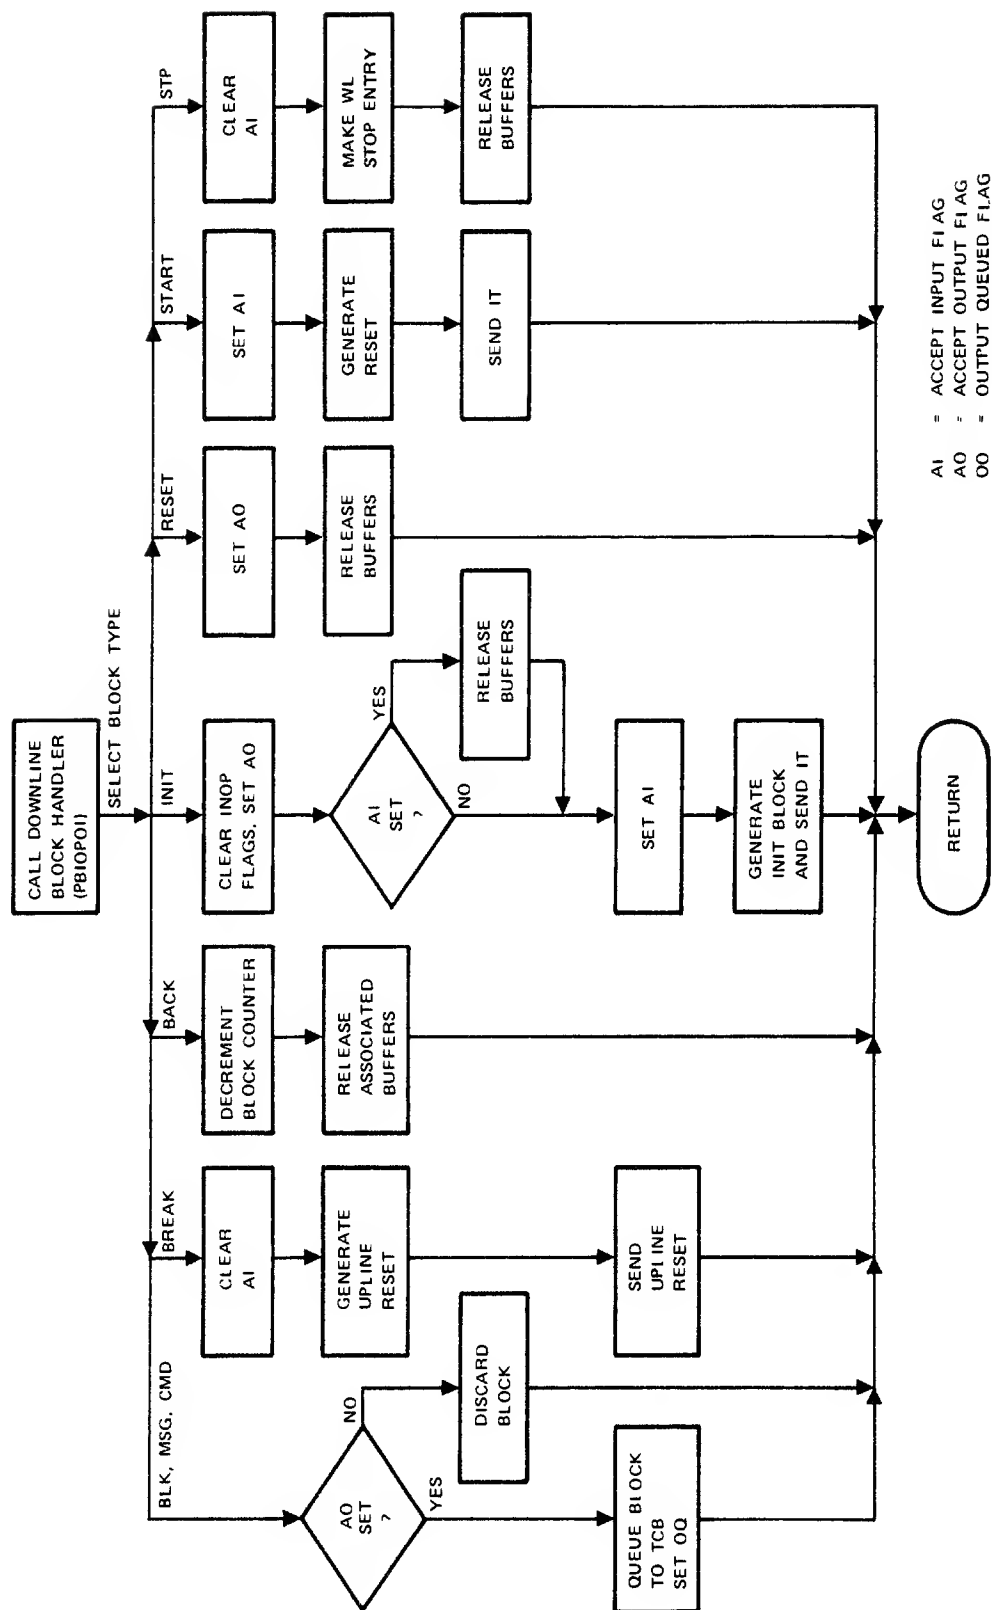 CALL DOWNLINE
BLOCK HANDLER
(PBIOPOI)
SELECT BLOCK TYPE
BLK, MSG, CMD
BREAK
BACK
INIT
RESET
START
STP
AO
SET
?
NO
DISCARD
BLOCK
YES
QUEUE BLOCK
TO TCB
SET OQ
CLEAR
AI
GENERATE
UPLINE
RESET
SEND
UPLINE
RESET
DECREMENT
BLOCK COUNTER
RELEASE
ASSOCIATED
BUFFERS
CLEAR INOP
FLAGS, SET AO
AI
SET
?
YES
RELEASE
BUFFERS
NO
SET AI
GENERATE
INIT BLOCK
AND SEND IT
SET AO
RELEASE
BUFFERS
SET AI
GENERATE
RESET
SEND IT
CLEAR
AI
MAKE WL
STOP ENTRY
RELEASE
BUFFERS
RETURN
AI = ACCEPT INPUT FLAG
AO = ACCEPT OUTPUT FLAG
OO = OUTPUT QUEUED FLAG